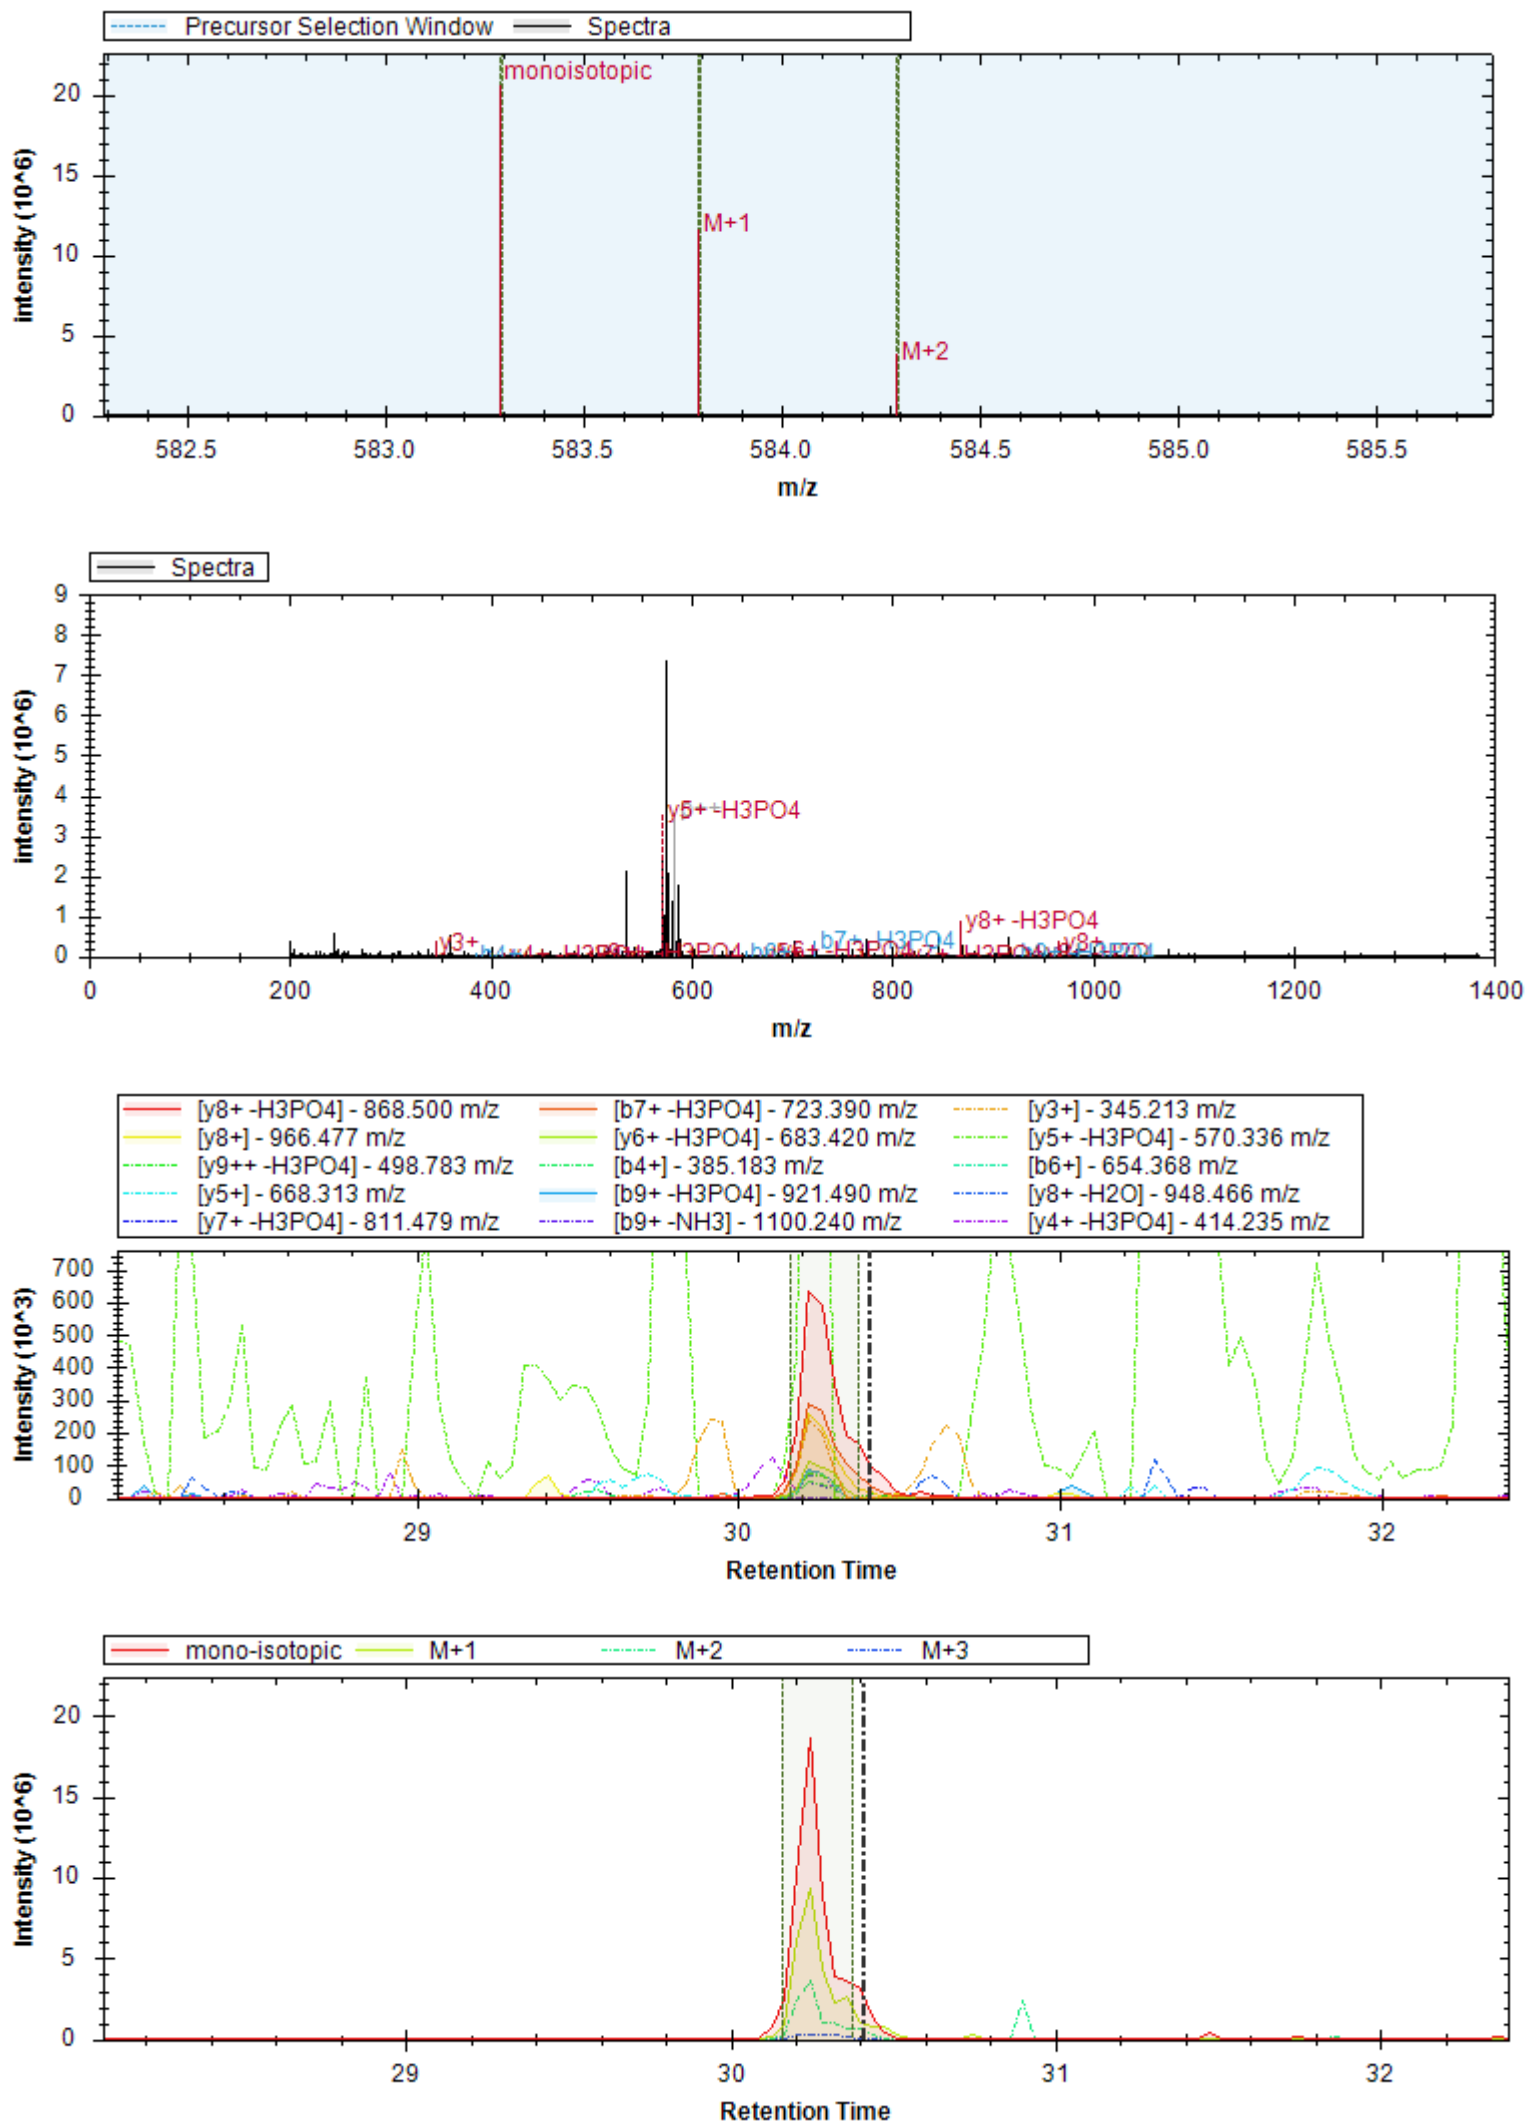 Precursor Selection Window Spectra
monoisotopic
M+1
M+2
20
15
10
5
0
intensity (10^6)
582.5 583.0 583.5 584.0 584.5 585.0 585.5
m/z
Spectra
9
8
7
6
5
4
3
2
1
0
intensity (10^6)
y5+ -H3PO4
y8+ -H3PO4
y3+
b7+ -H3PO4
y8+
0 200 400 600 800 1000 1200 1400
m/z
[y8+ -H3PO4] - 868.500 m/z [b7+ -H3PO4] - 723.390 m/z [y3+] - 345.213 m/z
[y8+] - 966.477 m/z [y6+ -H3PO4] - 683.420 m/z [y5+ -H3PO4] - 570.336 m/z
[y9++ -H3PO4] - 498.783 m/z [b4+] - 385.183 m/z [b6+] - 654.368 m/z
[y5+] - 668.313 m/z [b9+ -H3PO4] - 921.490 m/z [y8+ -H2O] - 948.466 m/z
[y7+ -H3PO4] - 811.479 m/z [b9+ -NH3] - 1100.240 m/z [y4+ -H3PO4] - 414.235 m/z
700
600
500
400
300
200
100
0
Intensity (10^3)
29 30 31 32
Retention Time
mono-isotopic M+1 M+2 M+3
20
15
10
5
0
Intensity (10^6)
29 30 31 32
Retention Time